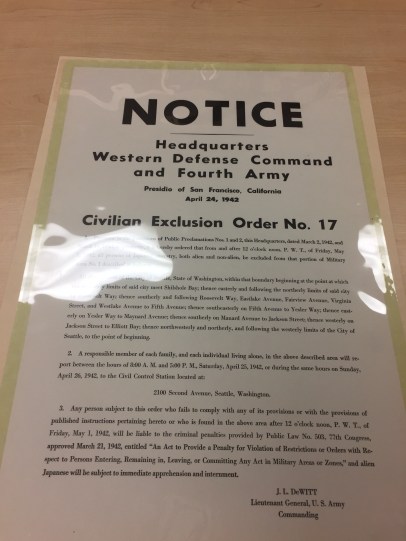 NOTICE
Headquarters
Western Defense Command
and Fourth Army
Presidio of San Francisco, California
April 24, 1942
Civilian Exclusion Order No. 17
of Public Proclamations Nos. 1 and 2, this Headquarters, dated March 2, 1942, and
ordered that from and after 12 o'clock noon, P. W. T., of Friday, May
both alien and non-alien, be excluded from that portion of Military
State of Washington, within that boundary beginning at the point at which
limits of said city meet Shilshole Bay; thence easterly and following the northerly limits of said city
Way; thence southerly and following Roosevelt Way, Eastlake Avenue, Fairview Avenue, Virginia
Street, and Westlake Avenue to Fifth Avenue; thence southeasterly on Fifth Avenue to Yesler Way; thence east-
erly on Yesler Way to Maynard Avenue; thence southerly on Maynard Avenue to Jackson Street; thence westerly on
Jackson Street to Elliott Bay; thence northwesterly and northerly, and following the westerly limits of the City of
Seattle, to the point of beginning.
2. A responsible member of each family, and each individual living alone, in the above described area will re-
port between the hours of 8:00 A. M. and 5:00 P. M., Saturday, April 25, 1942, or during the same hours on Sunday,
April 26, 1942, to the Civil Control Station located at:
2100 Second Avenue, Seattle, Washington.
3. Any person subject to this order who fails to comply with any of its provisions or with the provisions of
published instructions pertaining hereto or who is found in the above area after 12 o'clock noon, P. W. T., of
Friday, May 1, 1942, will be liable to the criminal penalties provided by Public Law No. 503, 77th Congress,
approved March 21, 1942, entitled "An Act to Provide a Penalty for Violation of Restrictions or Orders with Re-
spect to Persons Entering, Remaining in, Leaving, or Committing Any Act in Military Areas or Zones," and alien
Japanese will be subject to immediate apprehension and internment.
J. L. DeWITT
Lieutenant General, U. S. Army
Commanding